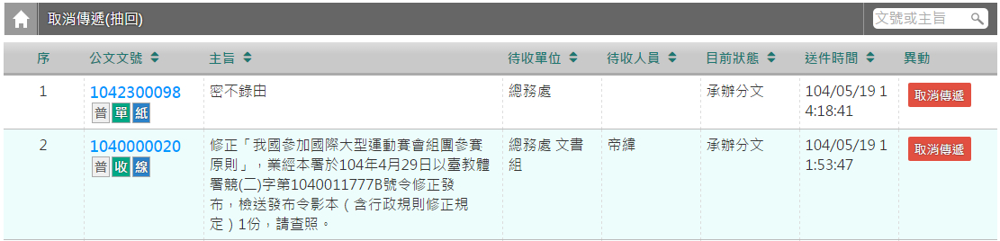 取消傳遞(抽回)
文號或主旨
序 公文文號 主旨 待收單位 待收人員 目前狀態 送件時間 異動
1 1042300098 密不錄由 總務處 承辦分文 104/05/19 1 取消傳遞
普 單 紙 4:18:41
2 1040000020 修正「我國參加國際大型運動賽會組團參賽 總務處 文書 帝緯 承辦分文 104/05/19 1 取消傳遞
普 收 線 原則」，業經本署於104年4月29日以臺教體 組 1:53:47
署競(二)字第1040011777B號令修正發
布，檢送發布令影本（含行政規則修正規
定）1份，請查照。